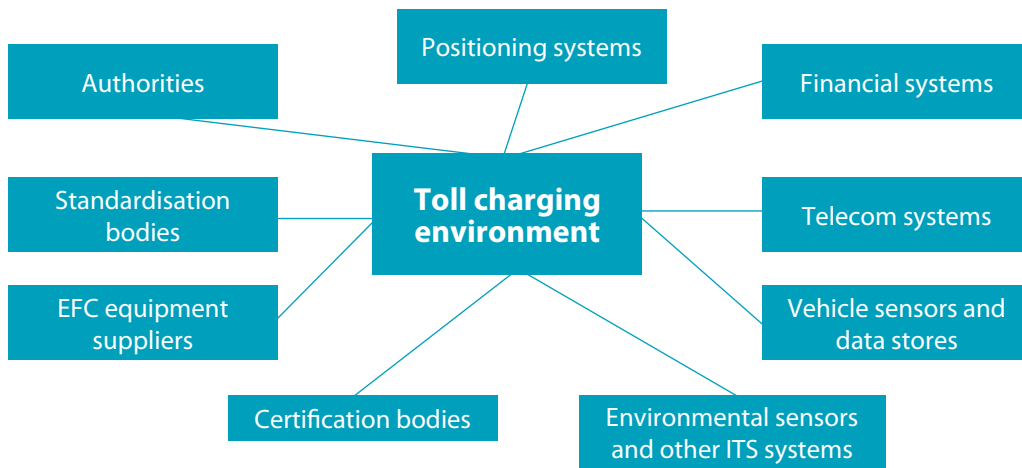 Positioning systems
Authorities
Financial systems
Toll charging
environment
Standardisation
bodies
Telecom systems
EFC equipment
suppliers
Vehicle sensors and
data stores
Certification bodies
Environmental sensors
and other ITS systems